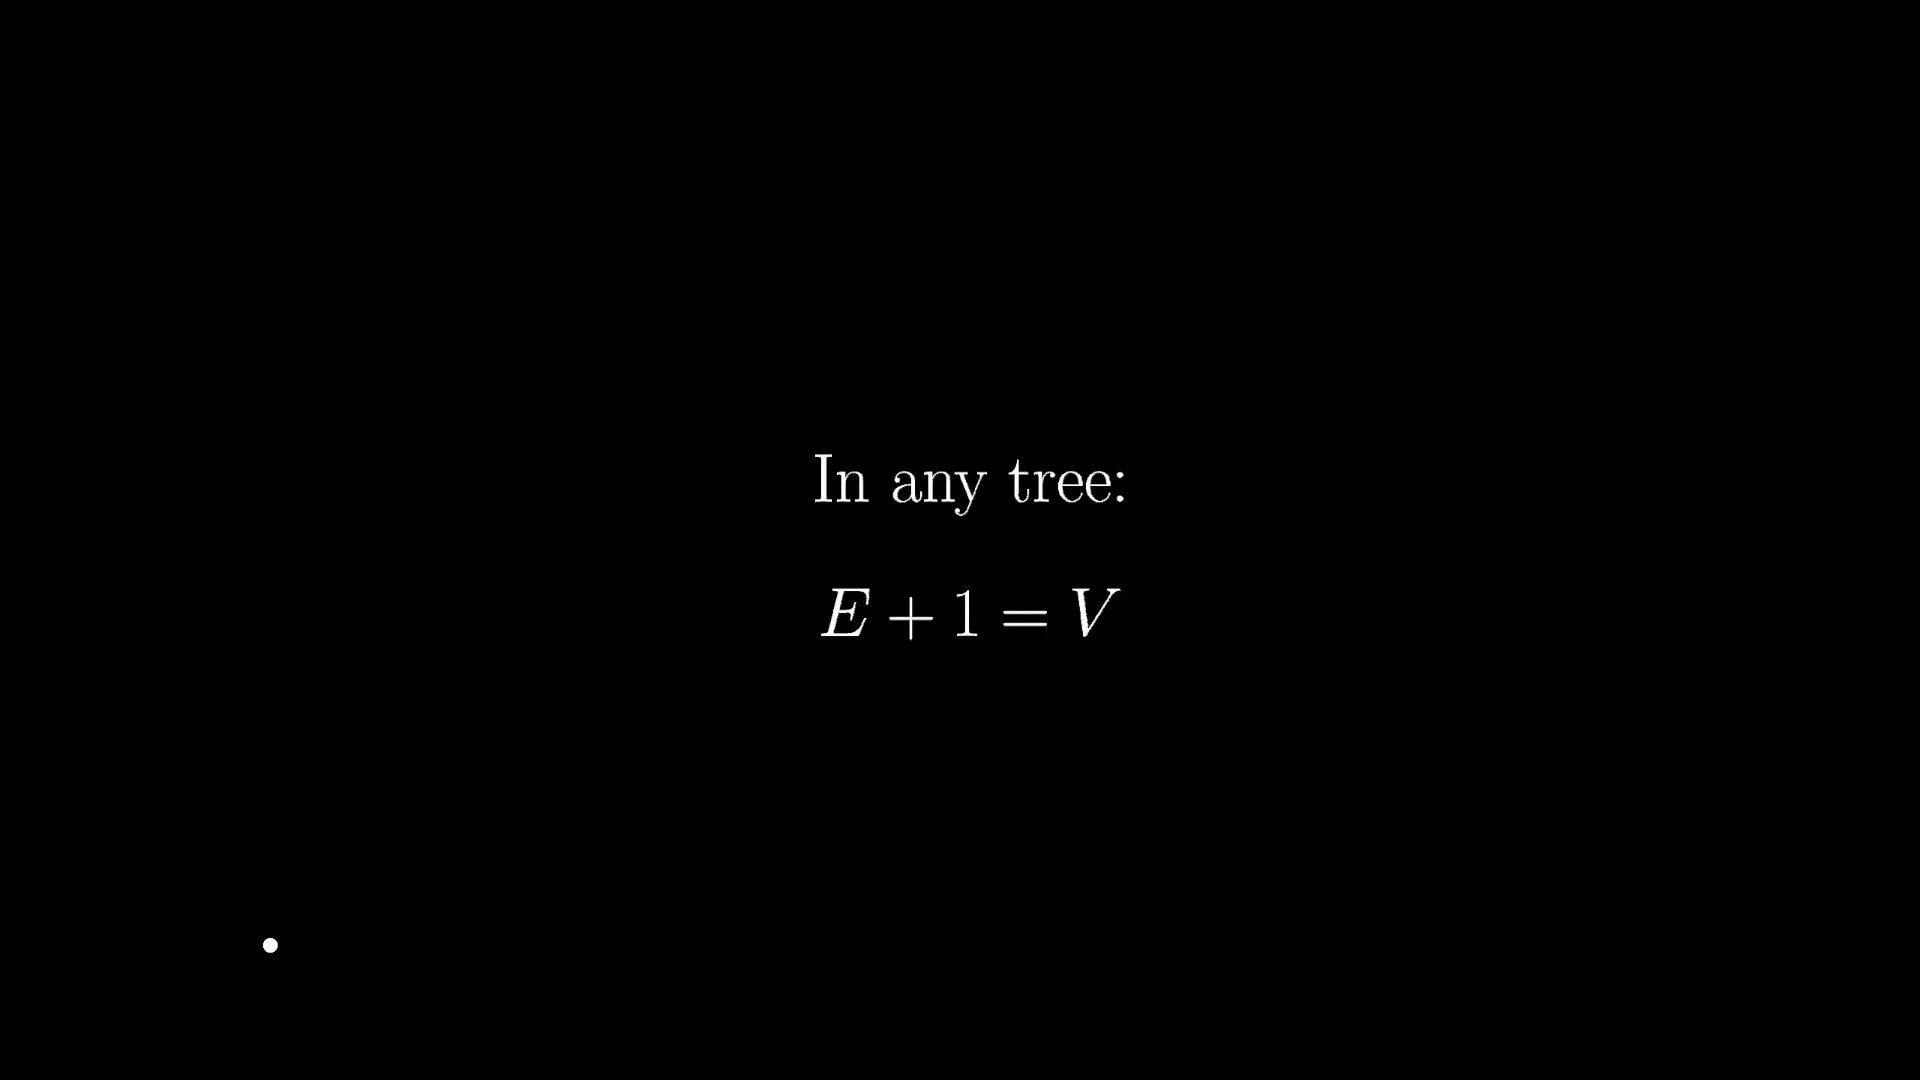 In any tree:
E + 1 = V